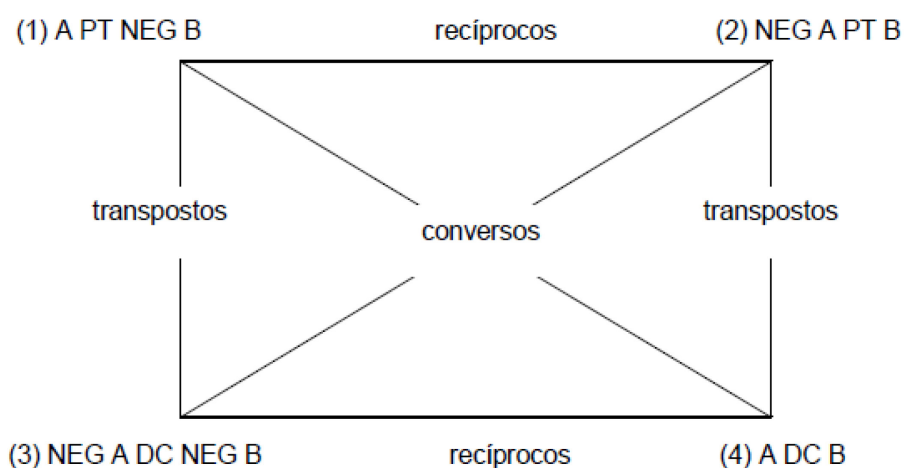 (1) A PT NEG B recíprocos (2) NEG A PT B
transpostos transpostos
conversos
(3) NEG A DC NEG B recíprocos (4) A DC B